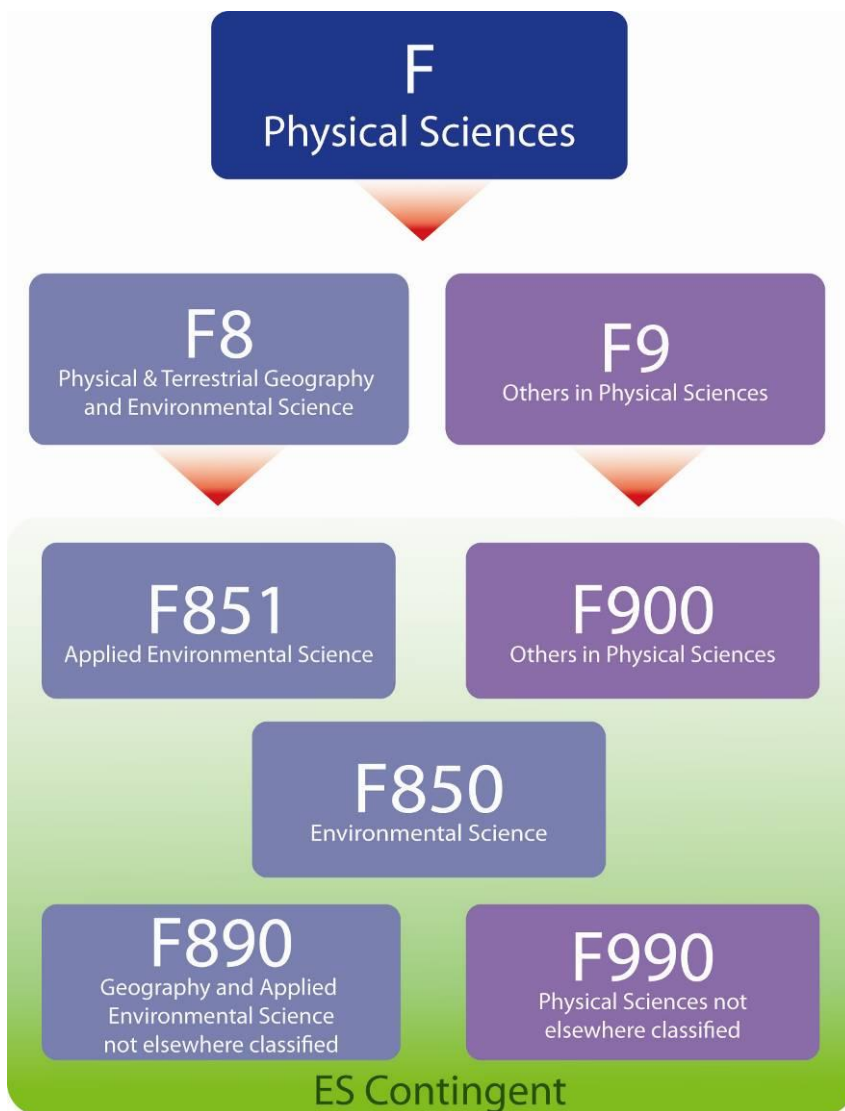 F
Physical Sciences
F8
Physical & Terrestrial Geography
and Environmental Science
F9
Others in Physical Sciences
F851
Applied Environmental Science
F900
Others in Physical Sciences
F850
Environmental Science
F890
Geography and Applied
Environmental Science
not elsewhere classified
F990
Physical Sciences not
elsewhere classified
ES Contingent